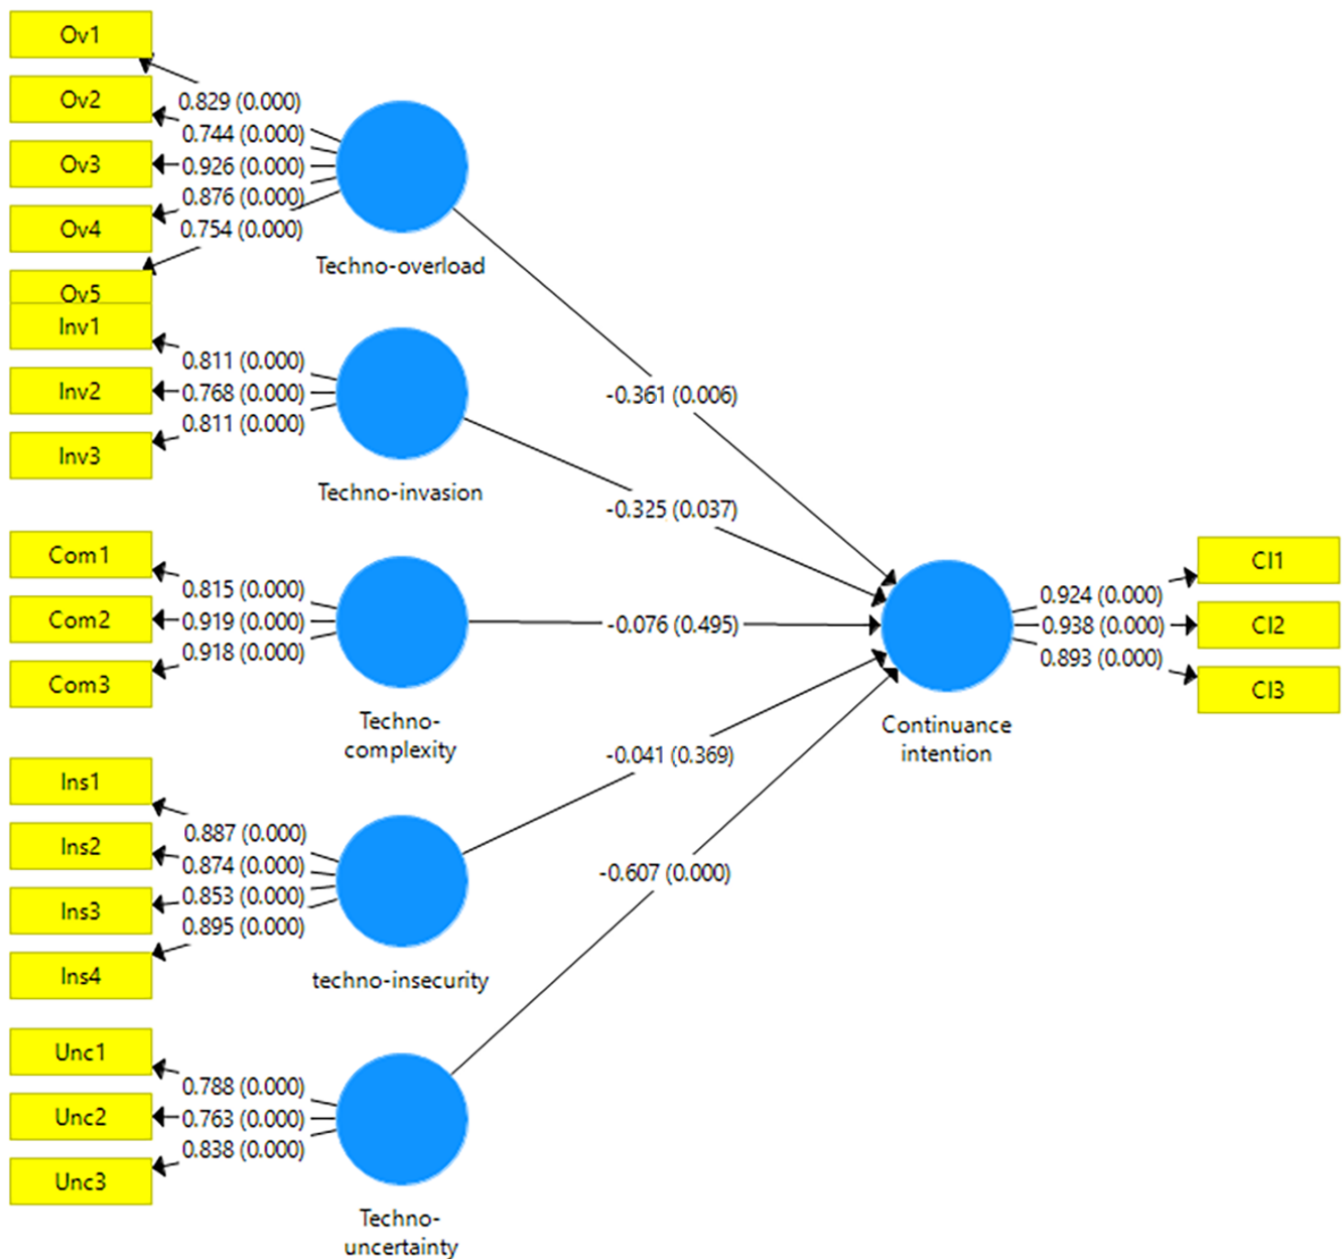 Ov1
Ov2
Ov3
Ov4
Ov5
0.829 (0.000)
0.744 (0.000)
0.926 (0.000)
0.876 (0.000)
0.754 (0.000)
Techno-overload
Inv1
Inv2
Inv3
0.811 (0.000)
0.768 (0.000)
0.811 (0.000)
Techno-invasion
Com1
Com2
Com3
0.815 (0.000)
0.919 (0.000)
0.918 (0.000)
Techno-
complexity
Ins1
Ins2
Ins3
Ins4
0.887 (0.000)
0.874 (0.000)
0.853 (0.000)
0.895 (0.000)
techno-insecurity
Unc1
Unc2
Unc3
0.788 (0.000)
0.763 (0.000)
0.838 (0.000)
Techno-
uncertainty
-0.361 (0.006)
-0.325 (0.037)
-0.076 (0.495)
-0.041 (0.369)
-0.607 (0.000)
Continuance
intention
0.924 (0.000)
0.938 (0.000)
0.893 (0.000)
CI1
CI2
CI3